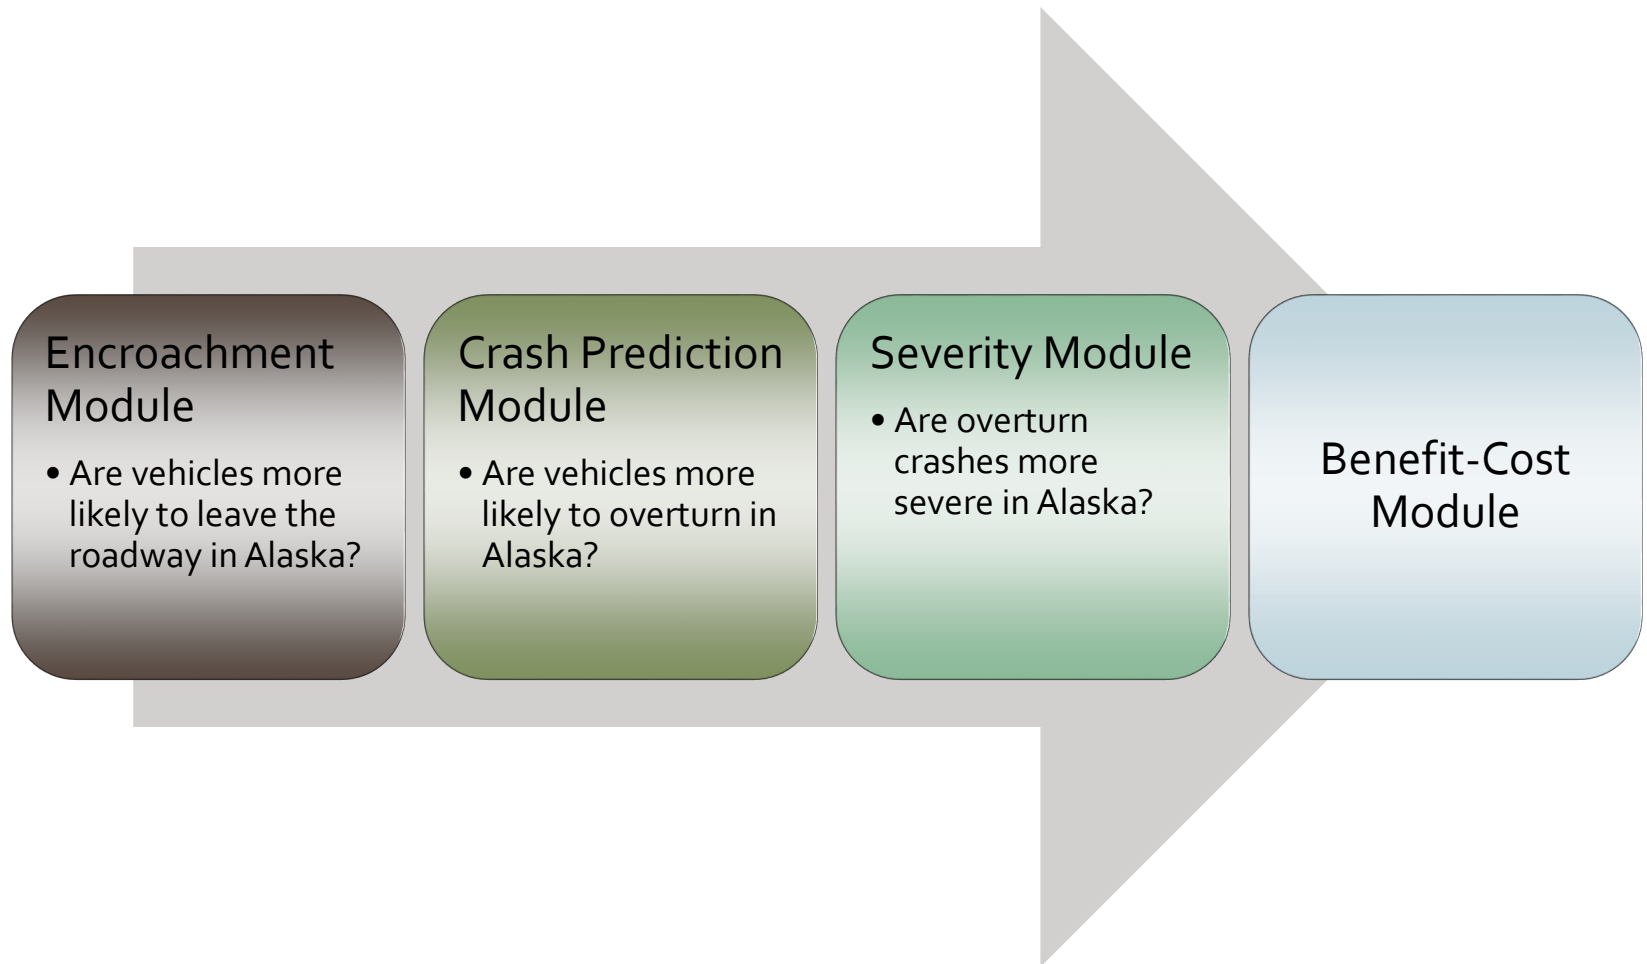 Encroachment
Module
• Are vehicles more
likely to leave the
roadway in Alaska?
Crash Prediction
Module
• Are vehicles more
likely to overturn in
Alaska?
Severity Module
• Are overturn
crashes more
severe in Alaska?
Benefit-Cost
Module